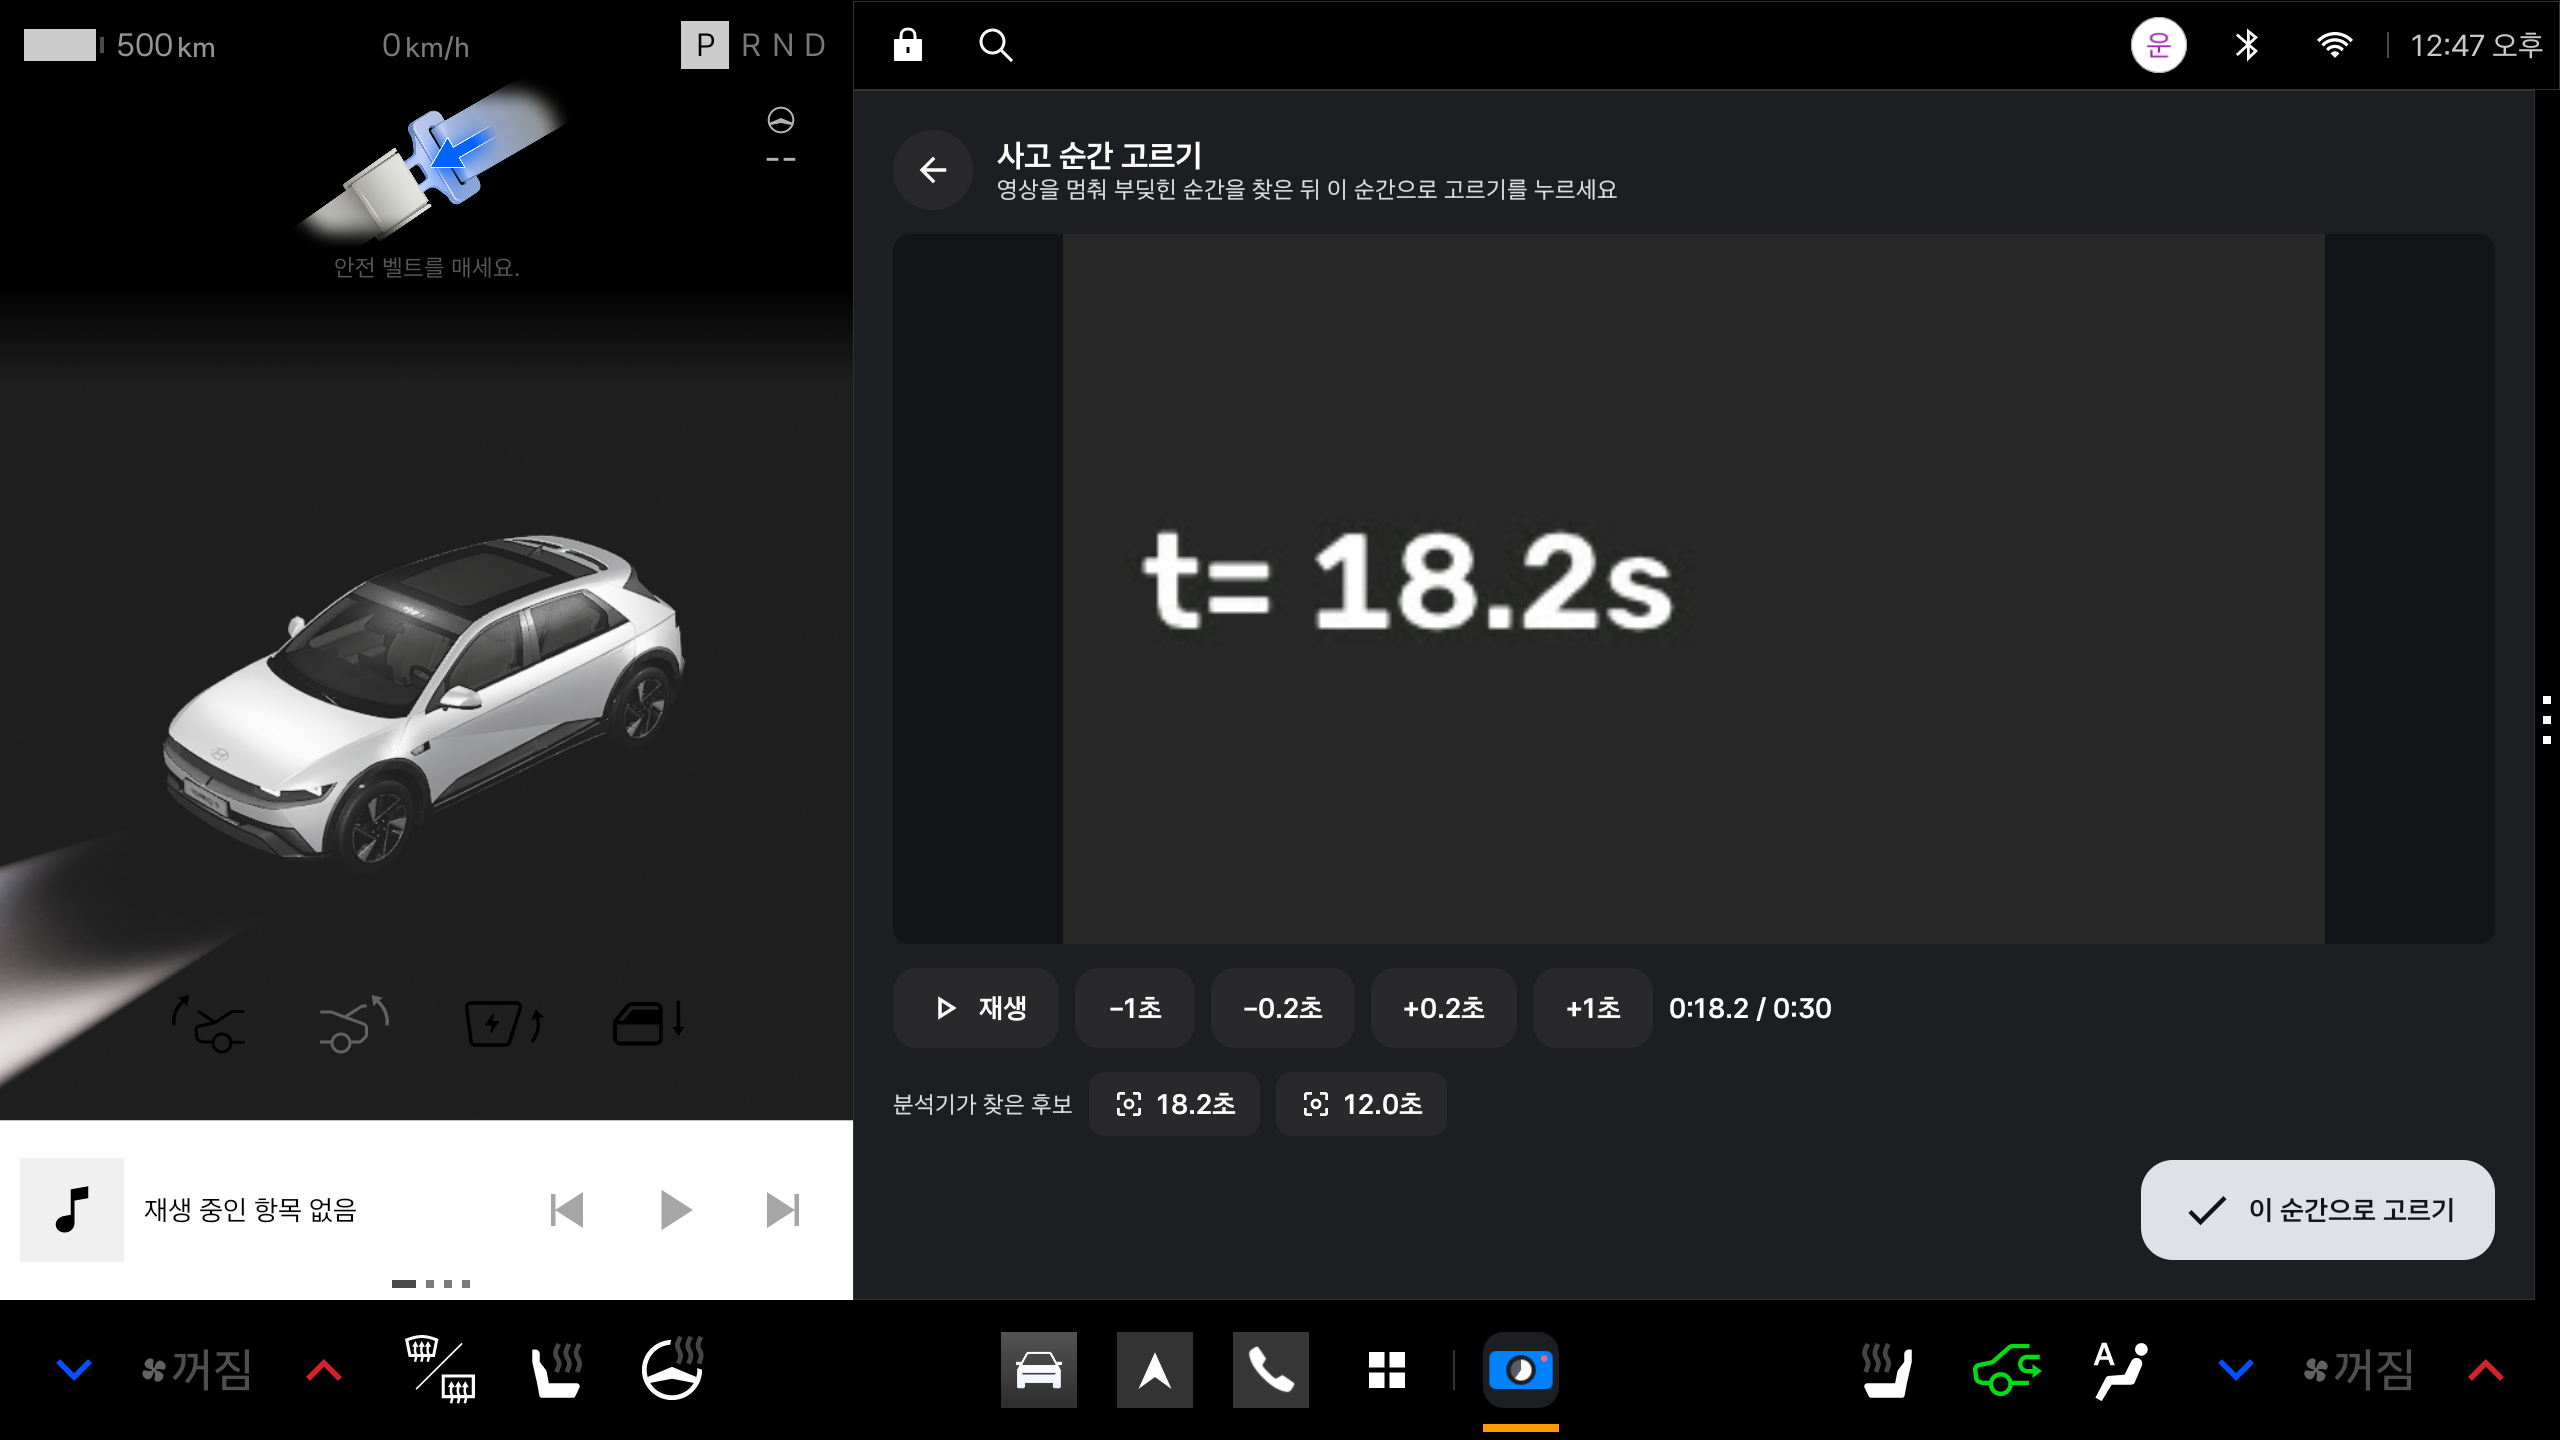 500 km
0 km/h
P R N D
운
12:47 오후
안전 벨트를 매세요.
사고 순간 고르기
영상을 멈춰 부딪힌 순간을 찾은 뒤 이 순간으로 고르기를 누르세요
t= 18.2s
재생
−1초
−0.2초
+0.2초
+1초
0:18.2 / 0:30
분석기가 찾은 후보
18.2초
12.0초
이 순간으로 고르기
재생 중인 항목 없음
꺼짐
A
꺼짐